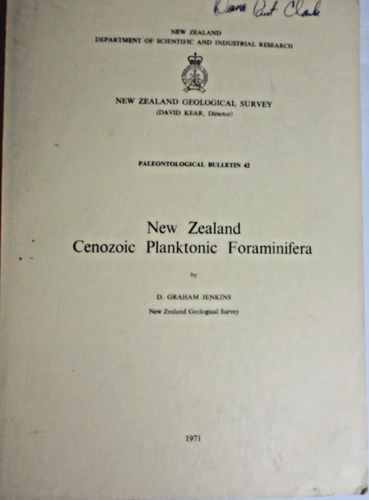 NEW ZEALAND
DEPARTMENT OF SCIENTIFIC AND INDUSTRIAL RESEARCH
NEW ZEALAND GEOLOGICAL SURVEY
(DAVID KEAR, Director)
PALEONTOLOGICAL BULLETIN 42
New Zealand
Cenozoic Planktonic Foraminifera
by
D. GRAHAM JENKINS
New Zealand Geological Survey
1971